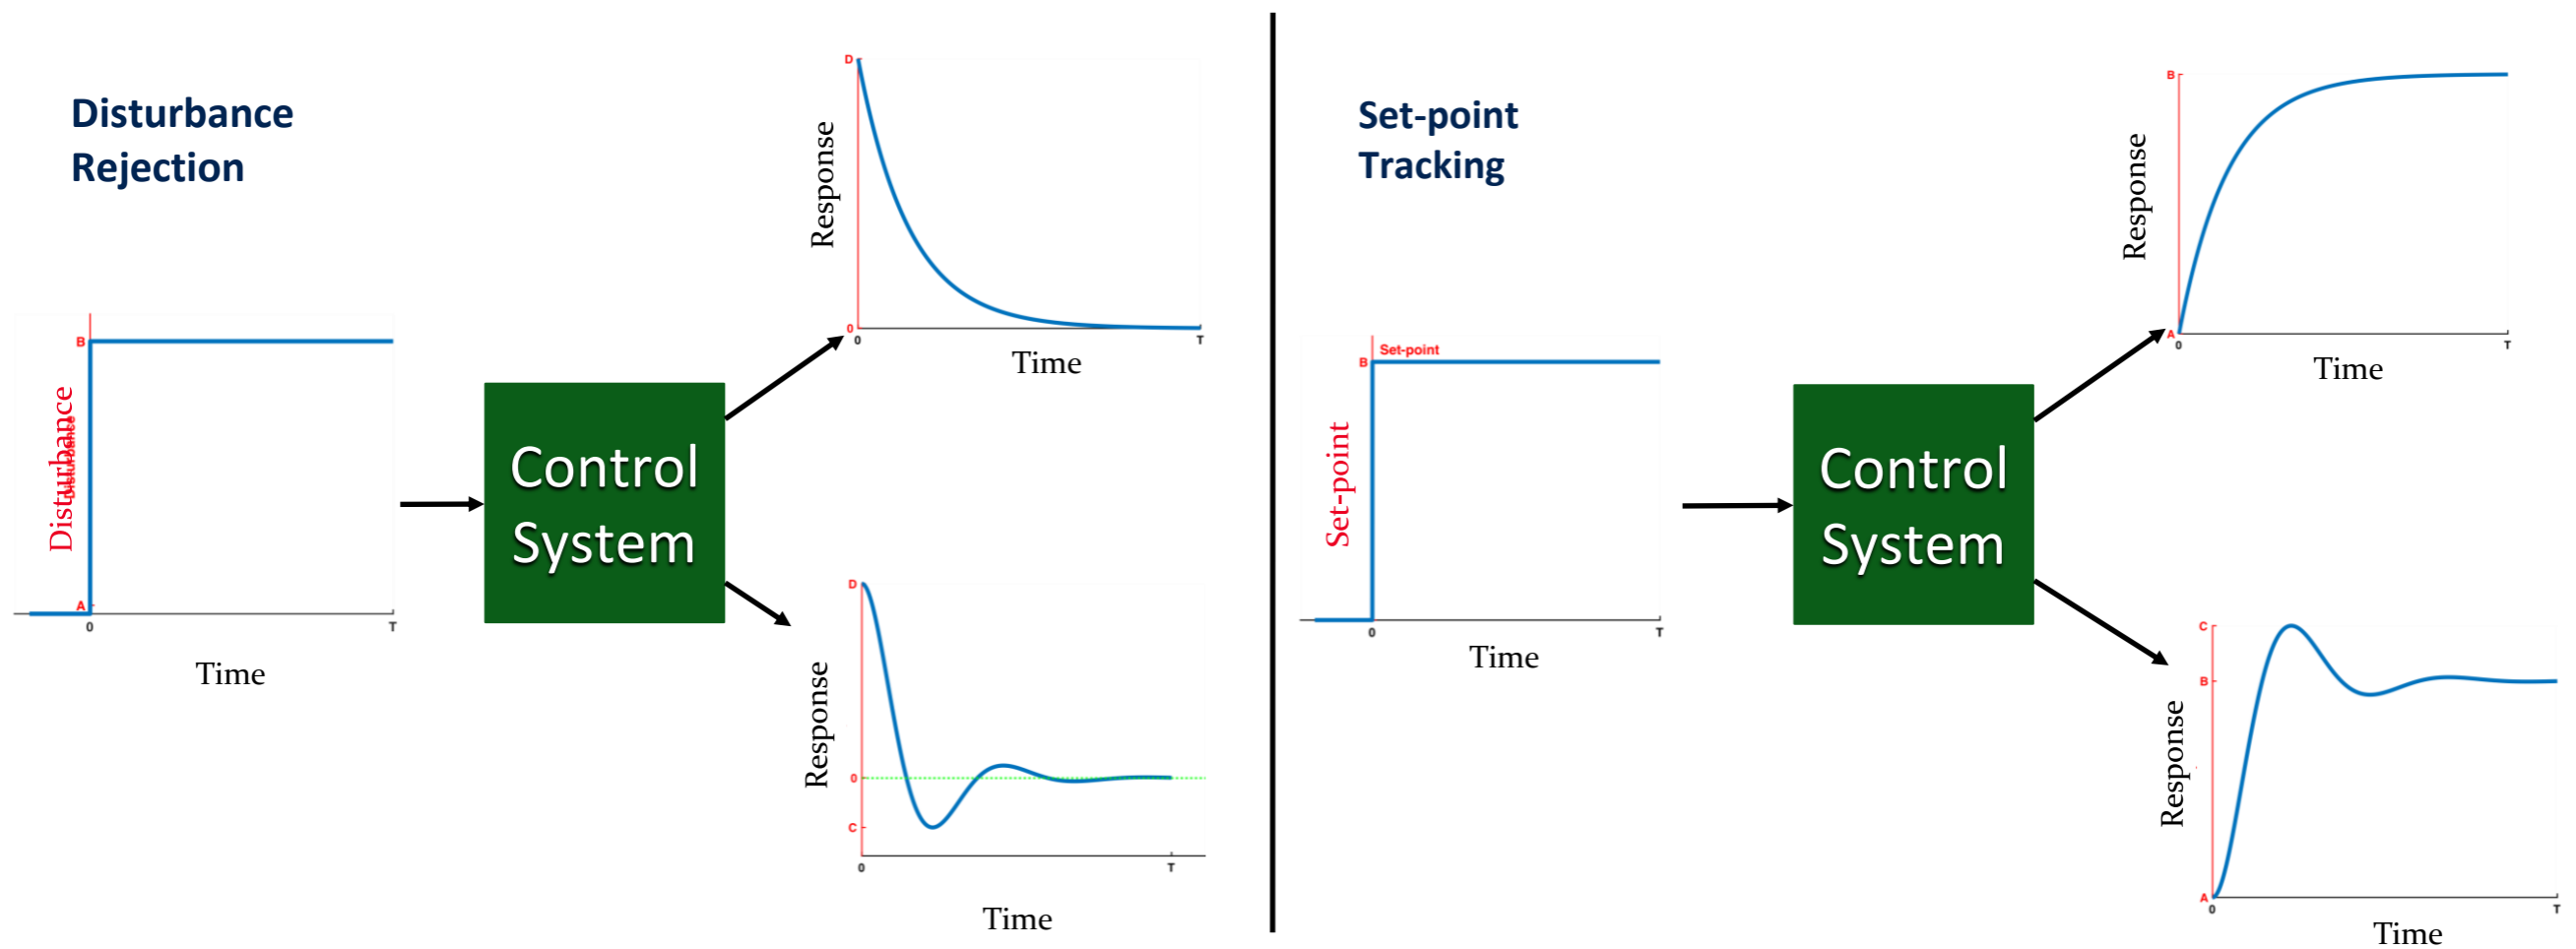 Disturbance
Rejection
B
Disturbance
Disturbance
A
0
T
Time
Control
System
D
Response
0
0
T
Time
D
Response
0
C
0
T
Time
Set-point
Tracking
Set-point
B
Set-point
0
T
Time
Control
System
B
Response
A
0
T
Time
C
B
Response
A
0
T
Time